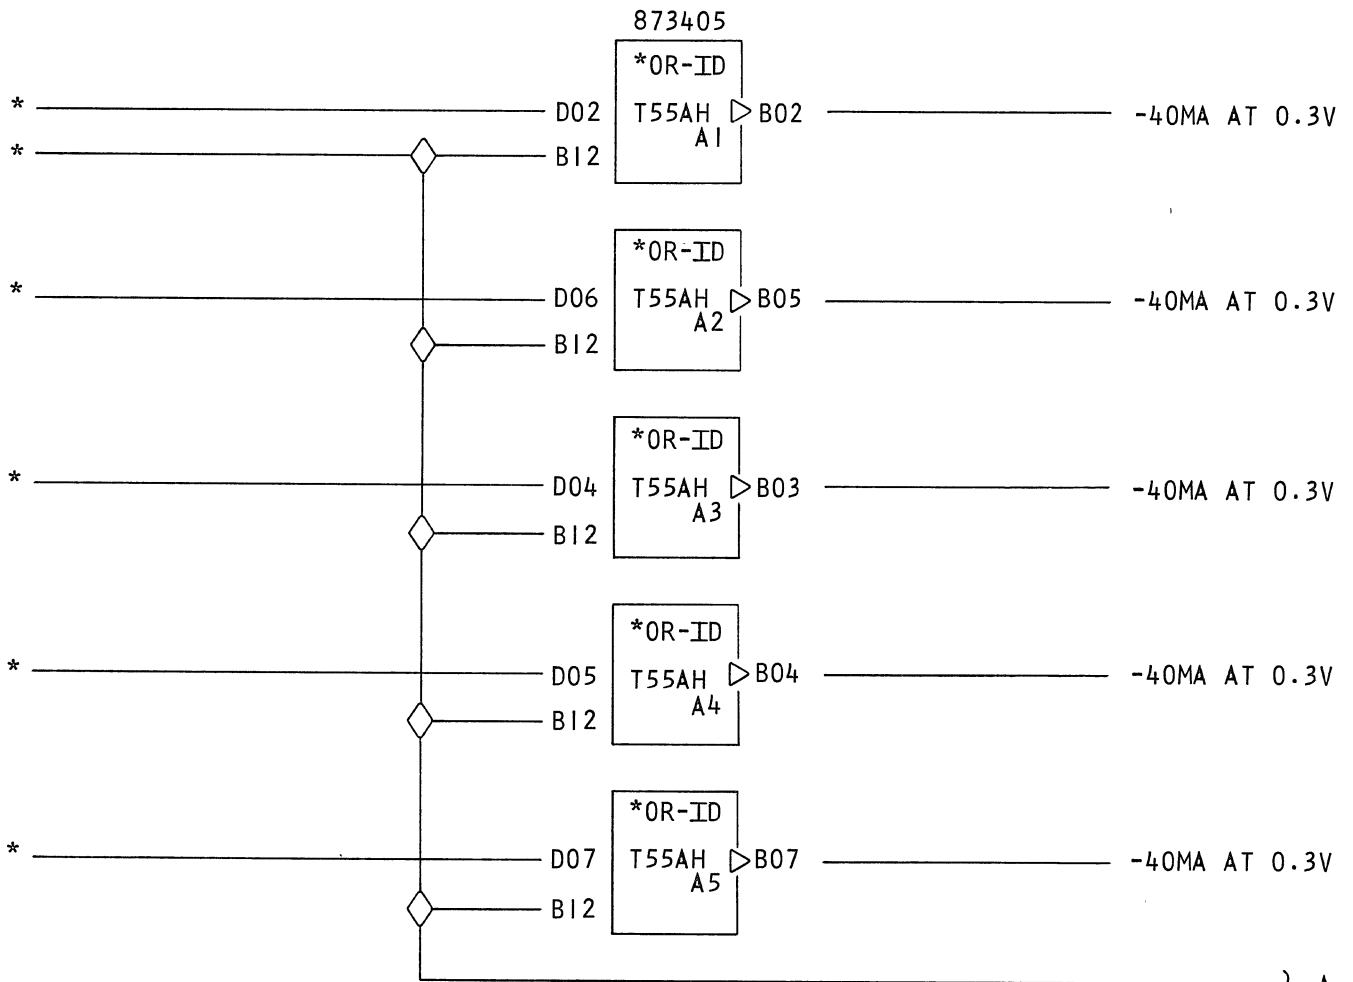 873405
*OR-ID
* D02 T55AH B02 -40MA AT 0.3V
A1
* B12
*OR-ID
* D06 T55AH B05 -40MA AT 0.3V
A2
B12
*OR-ID
* D04 T55AH B03 -40MA AT 0.3V
A3
B12
*OR-ID
* D05 T55AH B04 -40MA AT 0.3V
A4
B12
*OR-ID
* D07 T55AH B07 -40MA AT 0.3V
A5
B12